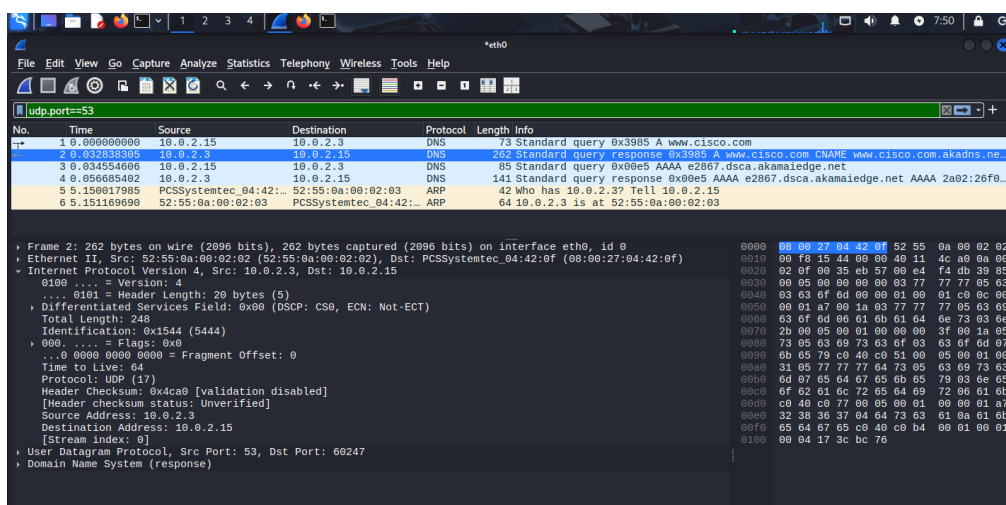 1 2 3 4 7:50
*eth0
File Edit View Go Capture Analyze Statistics Telephony Wireless Tools Help
udp.port==53
No. Time Source Destination Protocol Length Info
1 0.000000000 10.0.2.15 10.0.2.3 DNS 73 Standard query 0x3985 A www.cisco.com
2 0.032838305 10.0.2.3 10.0.2.15 DNS 262 Standard query response 0x3985 A www.cisco.com CNAME www.cisco.com.akadns.ne…
3 0.034554606 10.0.2.15 10.0.2.3 DNS 85 Standard query 0x00e5 AAAA e2867.dsca.akamaiedge.net
4 0.056685402 10.0.2.3 10.0.2.15 DNS 141 Standard query response 0x00e5 AAAA e2867.dsca.akamaiedge.net AAAA 2a02:26f0…
5 5.150017985 PCSSystemtec_04:42:… 52:55:0a:00:02:03 ARP 42 Who has 10.0.2.3? Tell 10.0.2.15
6 5.151169690 52:55:0a:00:02:03 PCSSystemtec_04:42:… ARP 64 10.0.2.3 is at 52:55:0a:00:02:03
Frame 2: 262 bytes on wire (2096 bits), 262 bytes captured (2096 bits) on interface eth0, id 0
Ethernet II, Src: 52:55:0a:00:02:02 (52:55:0a:00:02:02), Dst: PCSSystemtec_04:42:0f (08:00:27:04:42:0f)
Internet Protocol Version 4, Src: 10.0.2.3, Dst: 10.0.2.15
0100 .... = Version: 4
.... 0101 = Header Length: 20 bytes (5)
Differentiated Services Field: 0x00 (DSCP: CS0, ECN: Not-ECT)
Total Length: 248
Identification: 0x1544 (5444)
000. .... = Flags: 0x0
...0 0000 0000 0000 = Fragment Offset: 0
Time to Live: 64
Protocol: UDP (17)
Header Checksum: 0x4ca0 [validation disabled]
[Header checksum status: Unverified]
Source Address: 10.0.2.3
Destination Address: 10.0.2.15
[Stream index: 0]
User Datagram Protocol, Src Port: 53, Dst Port: 60247
Domain Name System (response)
0000 08 00 27 04 42 0f 52 55 0a 00 02 02
0010 00 f8 15 44 00 00 40 11 4c a0 0a 00
0020 02 0f 00 35 eb 57 00 e4 f4 db 39 85
0030 00 05 00 00 00 00 03 77 77 77 05 63
0040 03 63 6f 6d 00 00 01 00 01 c0 0c 00
0050 00 01 a7 00 1a 03 77 77 77 05 63 69
0060 63 6f 6d 06 61 6b 61 64 6e 73 03 6e
0070 2b 00 05 00 01 00 00 00 3f 00 1a 05
0080 73 05 63 69 73 63 6f 03 63 6f 6d 07
0090 6b 65 79 c0 40 c0 51 00 05 00 01 00
00a0 31 05 77 77 77 64 73 05 63 69 73 63
00b0 6d 07 65 64 67 65 6b 65 79 03 6e 65
00c0 6f 62 61 6c 72 65 64 69 72 06 61 6b
00d0 c0 40 c0 77 00 05 00 01 00 00 01 a7
00e0 32 38 36 37 04 64 73 63 61 0a 61 6b
00f0 65 64 67 65 c0 40 c0 b4 00 01 00 01
0100 00 04 17 3c bc 76